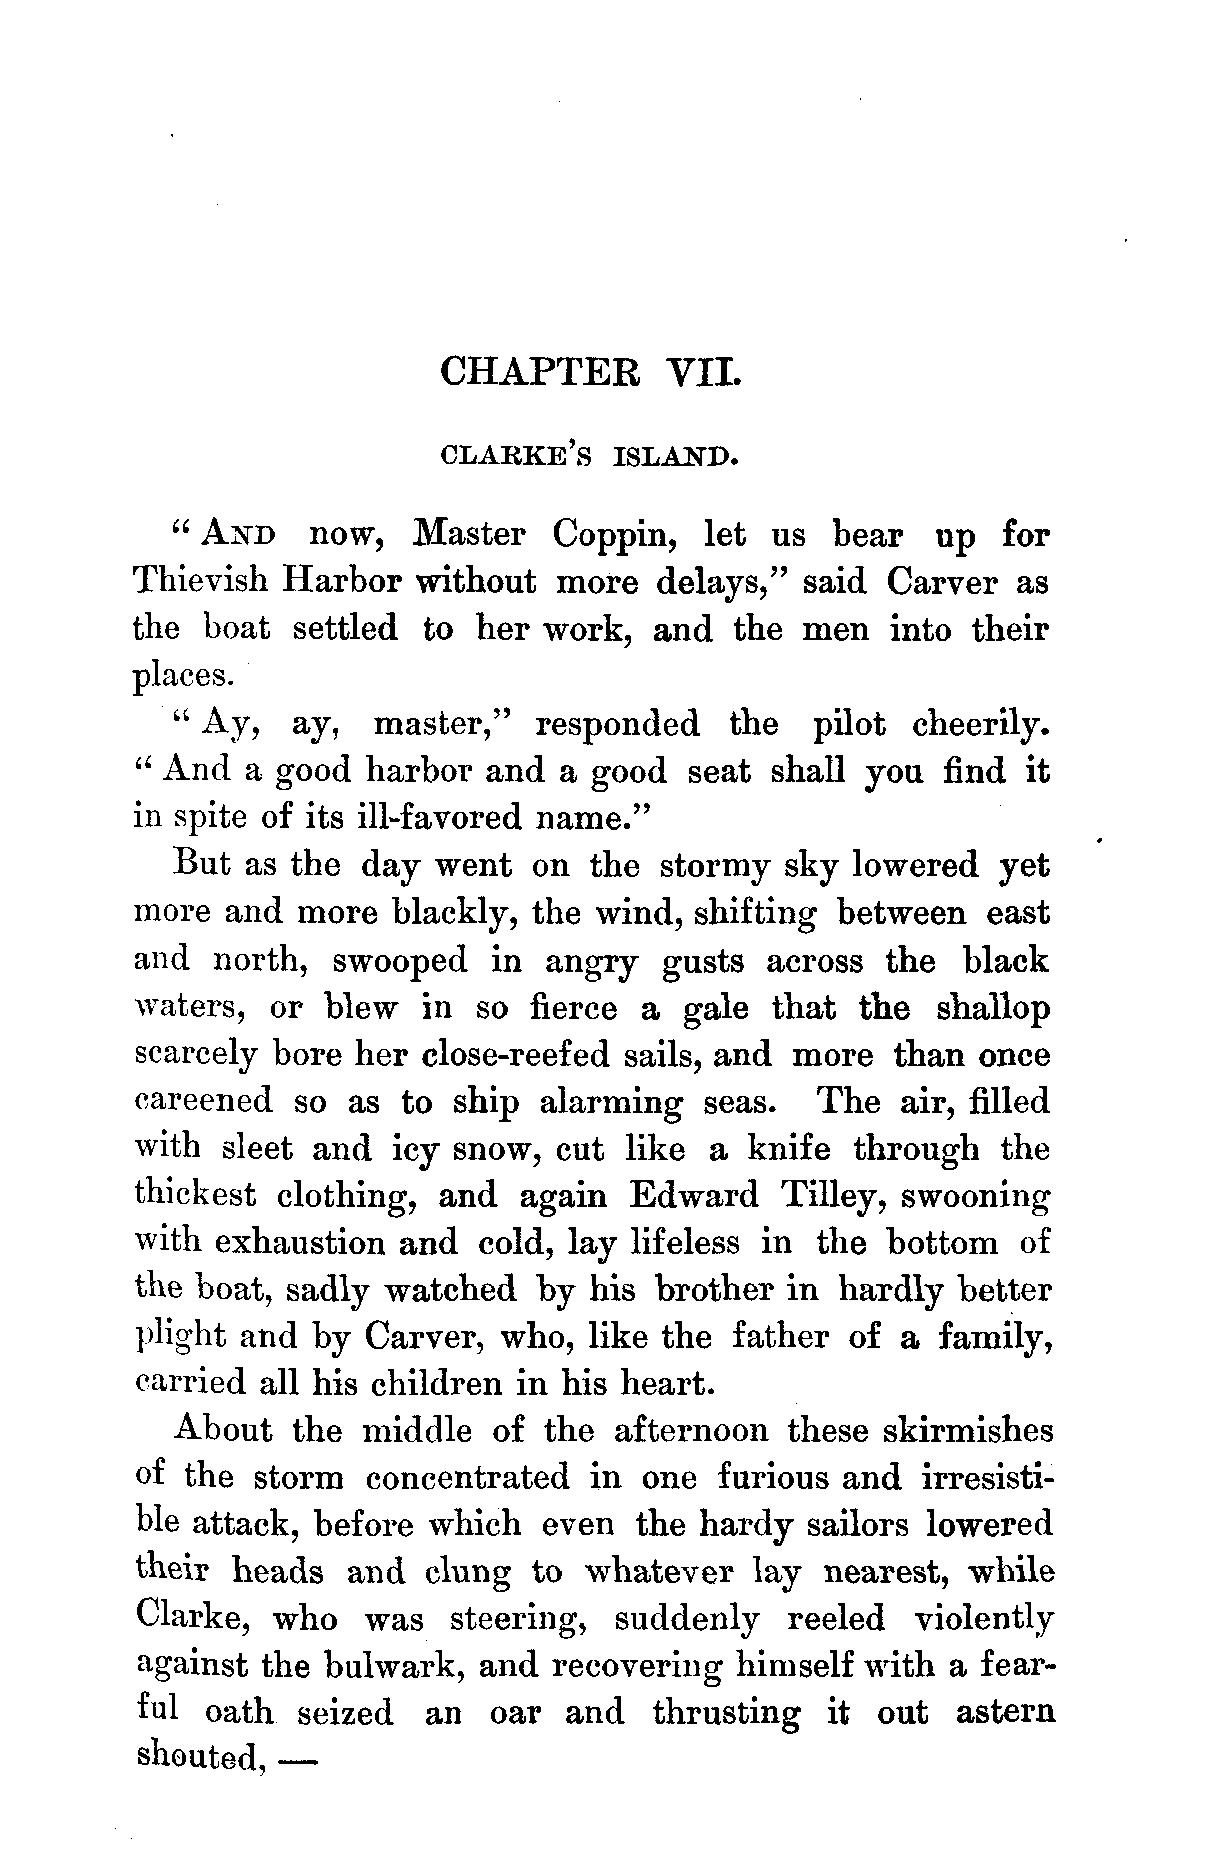 CHAPTER VII.
CLARKE'S ISLAND.
“ AND now, Master Coppin, let us bear up for
Thievish Harbor without more delays,” said Carver as
the boat settled to her work, and the men into their
places.
“ Ay, ay, master,” responded the pilot cheerily.
“ And a good harbor and a good seat shall you find it
in spite of its ill-favored name.”
But as the day went on the stormy sky lowered yet
more and more blackly, the wind, shifting between east
and north, swooped in angry gusts across the black
waters, or blew in so fierce a gale that the shallop
scarcely bore her close-reefed sails, and more than once
careened so as to ship alarming seas. The air, filled
with sleet and icy snow, cut like a knife through the
thickest clothing, and again Edward Tilley, swooning
with exhaustion and cold, lay lifeless in the bottom of
the boat, sadly watched by his brother in hardly better
plight and by Carver, who, like the father of a family,
carried all his children in his heart.
About the middle of the afternoon these skirmishes
of the storm concentrated in one furious and irresisti-
ble attack, before which even the hardy sailors lowered
their heads and clung to whatever lay nearest, while
Clarke, who was steering, suddenly reeled violently
against the bulwark, and recovering himself with a fear-
ful oath seized an oar and thrusting it out astern
shouted, —